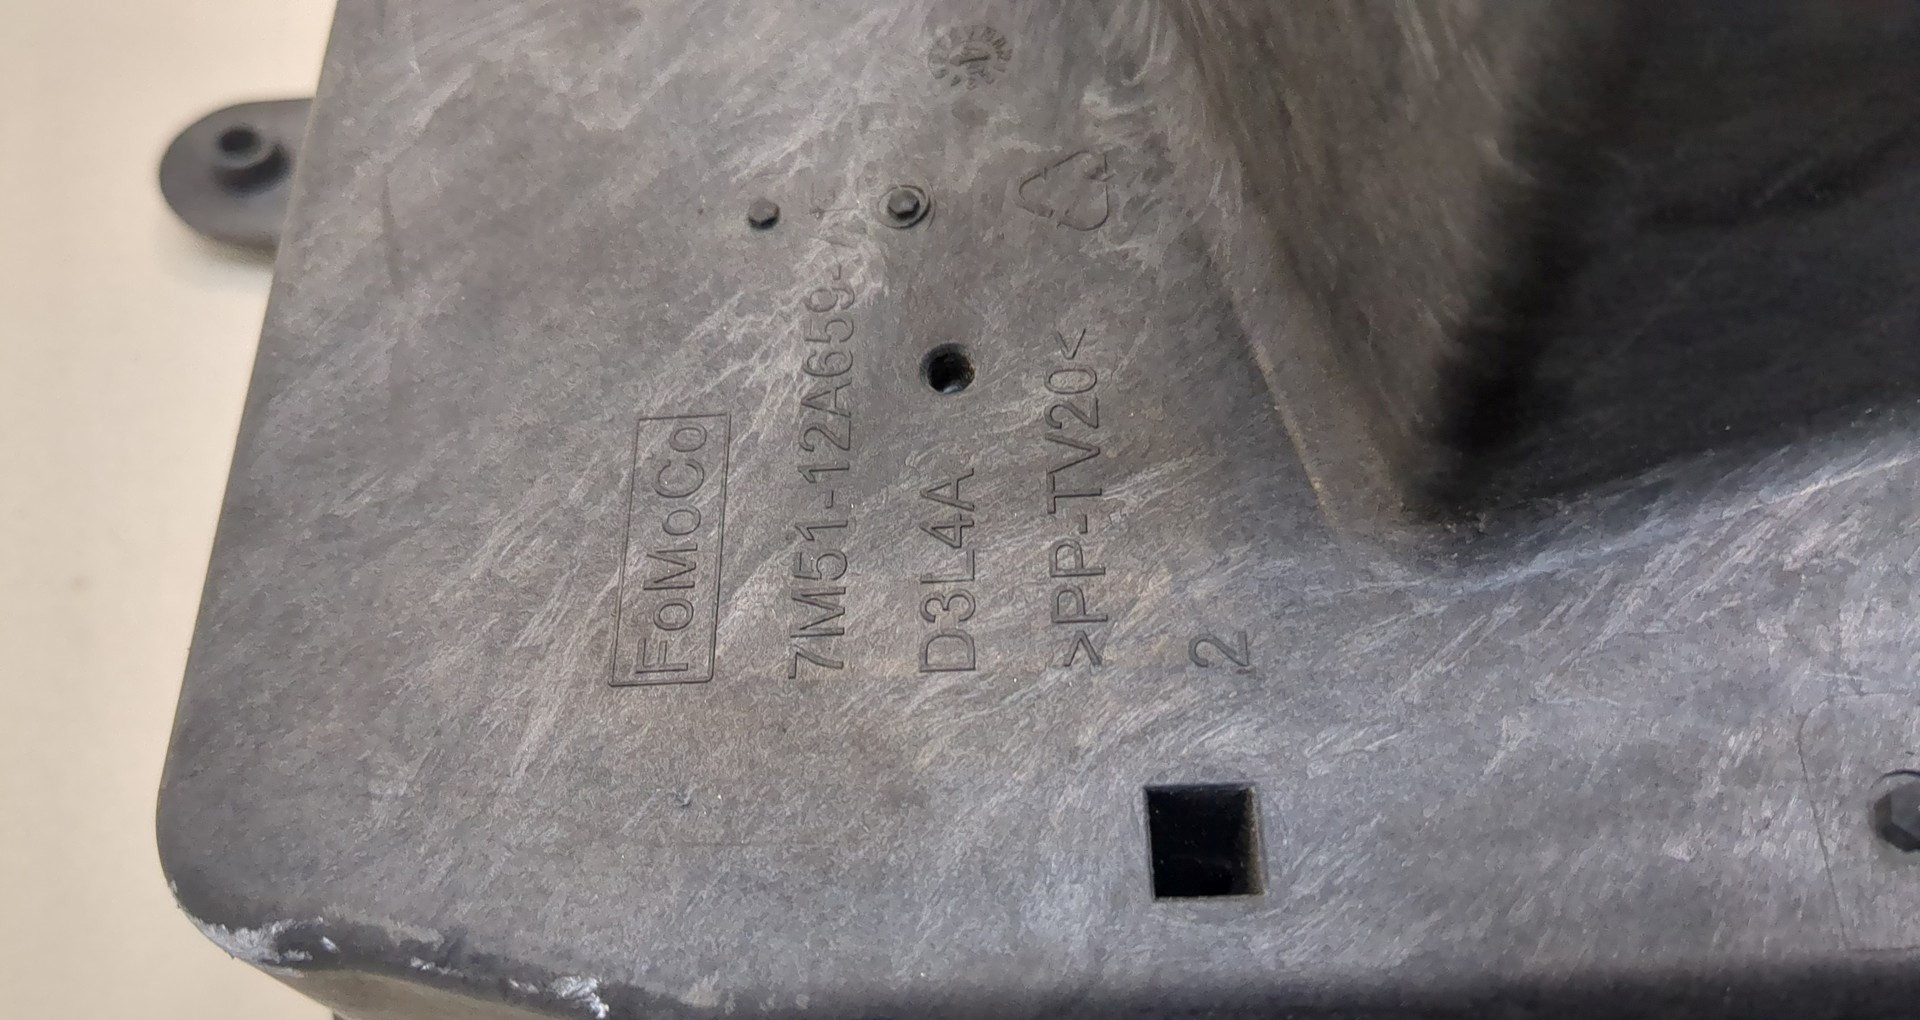 FoMoCo
7M51-12A659-
D3L4A
>PP-TV20<
2